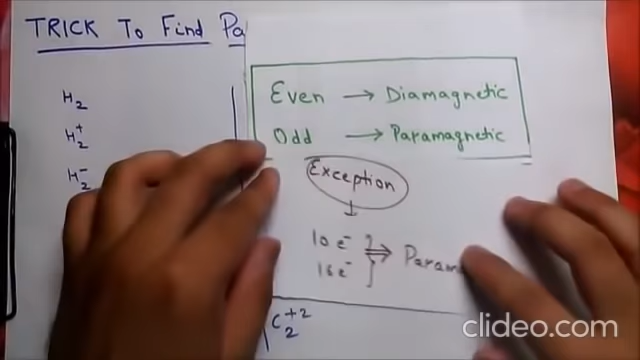 TRICK To Find Pa
Even → Diamagnetic
Odd → Paramagnetic
Exception
10 e⁻
16 e⁻
Param
H₂
H₂⁺
H₂⁻
C₂⁺²
clideo.com